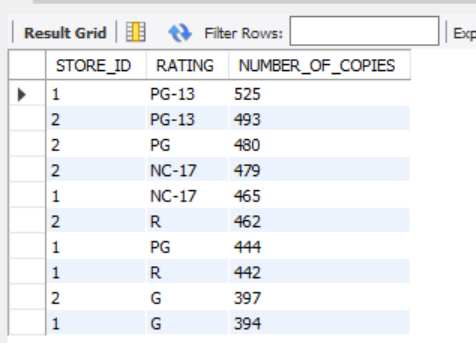 Result Grid Filter Rows: Exp
STORE_ID RATING NUMBER_OF_COPIES
1 PG-13 525
2 PG-13 493
2 PG 480
2 NC-17 479
1 NC-17 465
2 R 462
1 PG 444
1 R 442
2 G 397
1 G 394